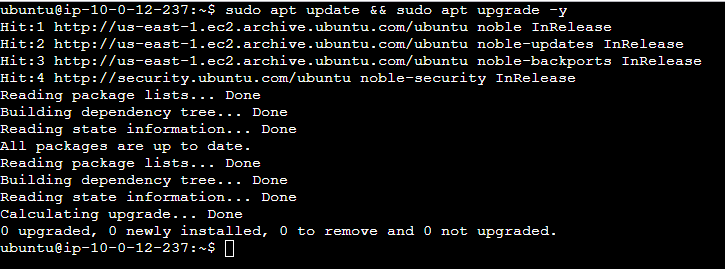 ubuntu@ip-10-0-12-237:~$ sudo apt update && sudo apt upgrade -y
Hit:1 http://us-east-1.ec2.archive.ubuntu.com/ubuntu noble InRelease
Hit:2 http://us-east-1.ec2.archive.ubuntu.com/ubuntu noble-updates InRelease
Hit:3 http://us-east-1.ec2.archive.ubuntu.com/ubuntu noble-backports InRelease
Hit:4 http://security.ubuntu.com/ubuntu noble-security InRelease
Reading package lists... Done
Building dependency tree... Done
Reading state information... Done
All packages are up to date.
Reading package lists... Done
Building dependency tree... Done
Reading state information... Done
Calculating upgrade... Done
0 upgraded, 0 newly installed, 0 to remove and 0 not upgraded.
ubuntu@ip-10-0-12-237:~$